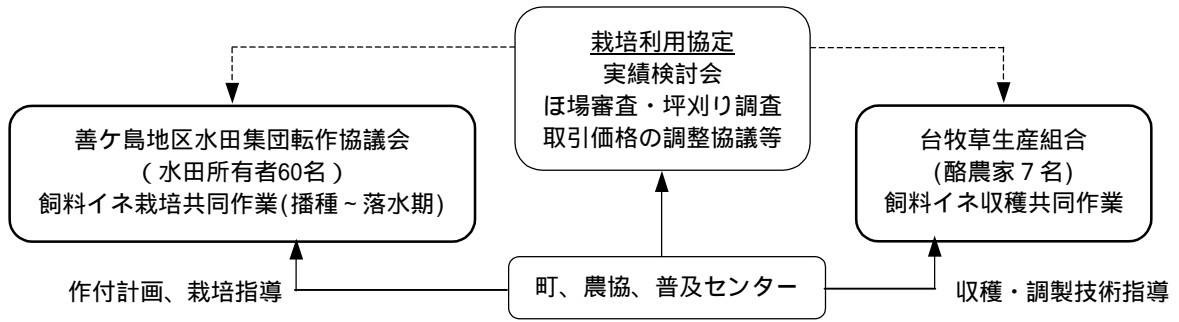 栽培利用協定
実績検討会
ほ場審査・坪刈り調査
取引価格の調整協議等
善ケ島地区水田集団転作協議会
(水田所有者60名)
飼料イネ栽培共同作業(播種~落水期)
台牧草生産組合
(酪農家7名)
飼料イネ収穫共同作業
町、農協、普及センター
作付計画、栽培指導
収穫・調製技術指導